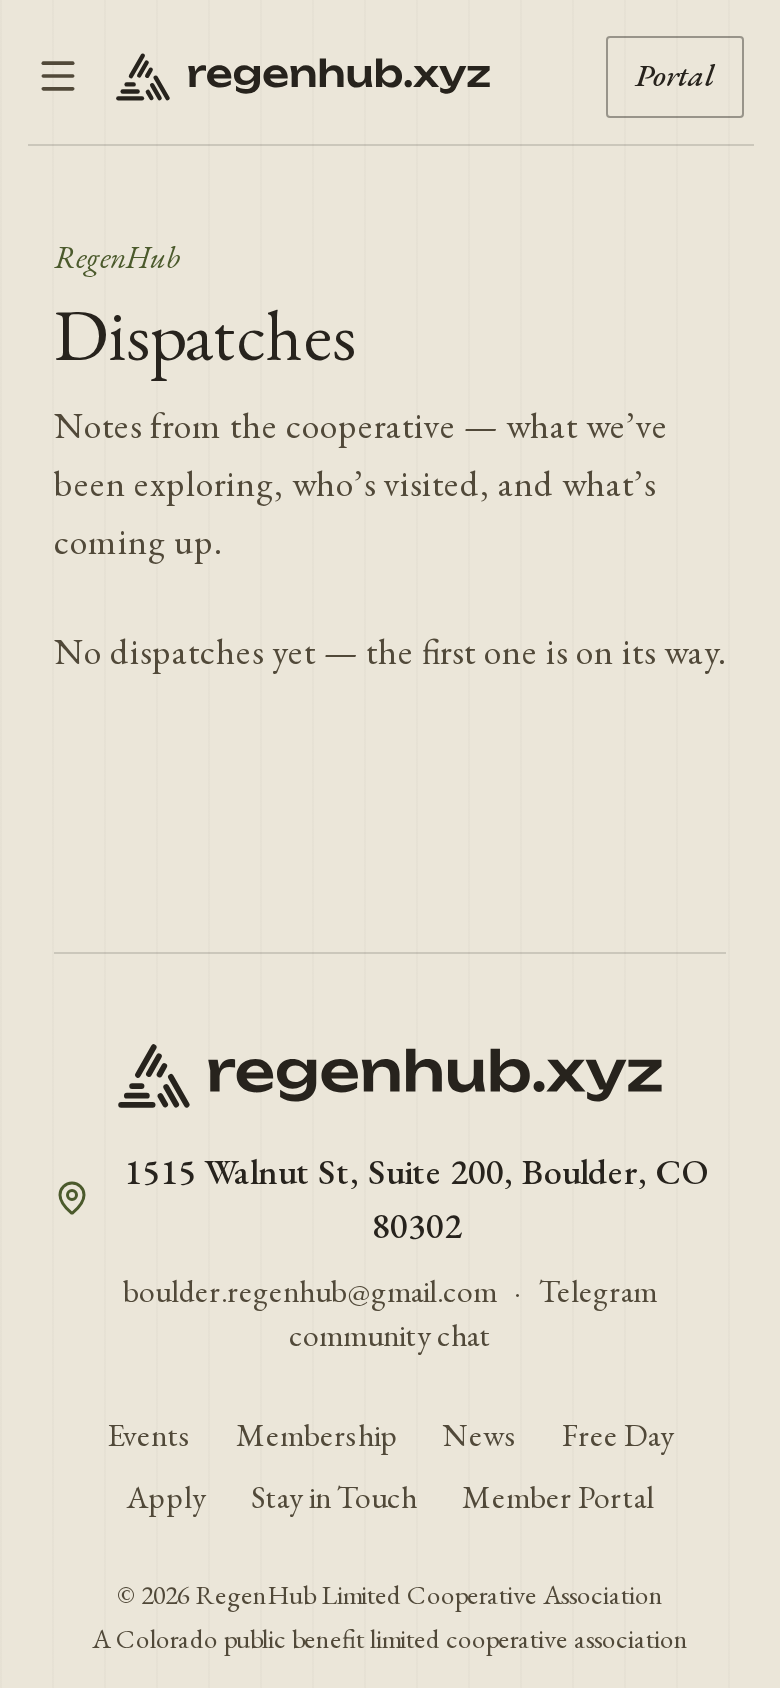 regenhub.xyz
Portal
RegenHub
Dispatches
Notes from the cooperative — what we’ve
been exploring, who’s visited, and what’s
coming up.
No dispatches yet — the first one is on its way.
regenhub.xyz
1515 Walnut St, Suite 200, Boulder, CO
80302
boulder.regenhub@gmail.com · Telegram
community chat
Events Membership News Free Day
Apply Stay in Touch Member Portal
© 2026 RegenHub Limited Cooperative Association
A Colorado public benefit limited cooperative association